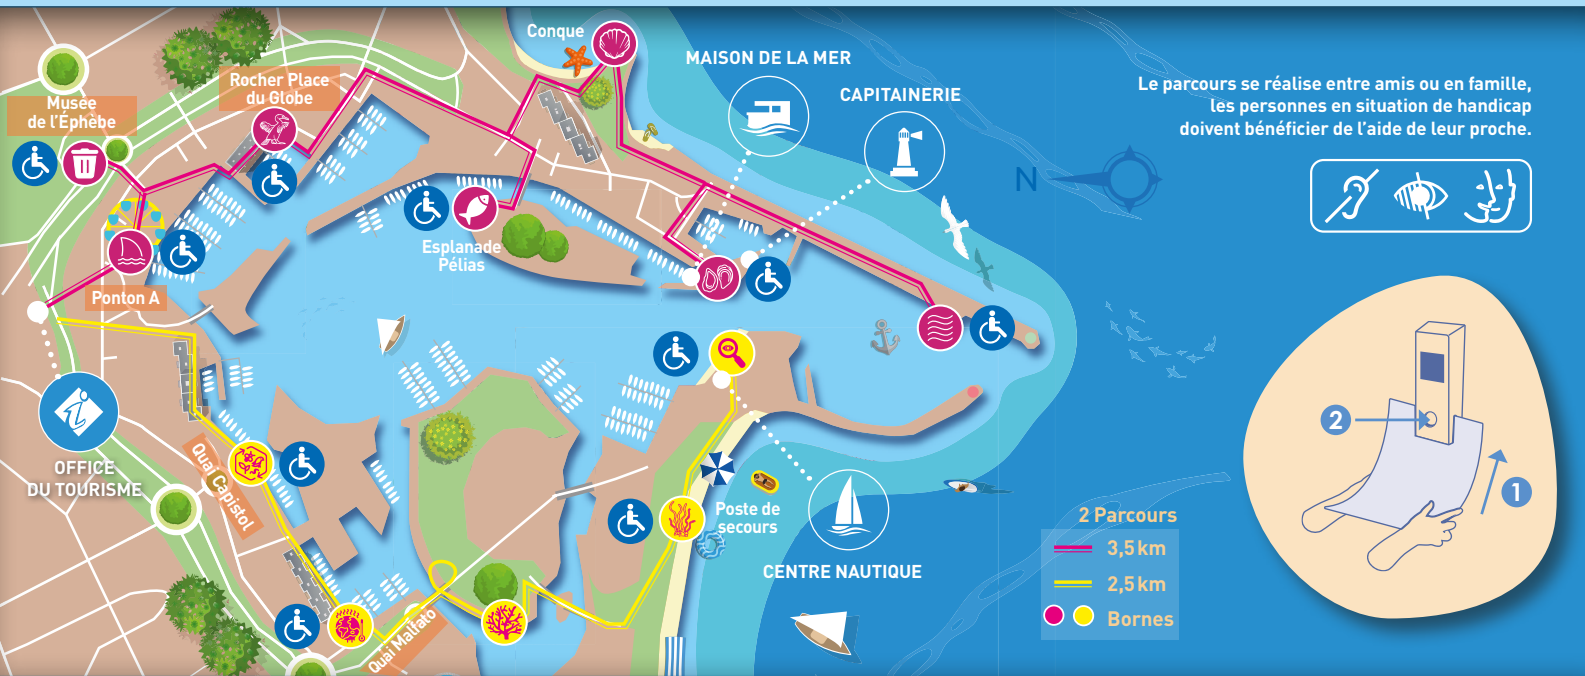 Conque
MAISON DE LA MER
CAPITAINERIE
Le parcours se réalise entre amis ou en famille,
les personnes en situation de handicap
doivent bénéficier de l'aide de leur proche.
Rocher Place
du Globe
Musée
de l'Éphèbe
N
Esplanade
Pélias
Ponton A
OFFICE
DU TOURISME
Quai Capistol
Quai Malfato
Poste de
secours
CENTRE NAUTIQUE
2 Parcours
3,5 km
2,5 km
Bornes
2
1